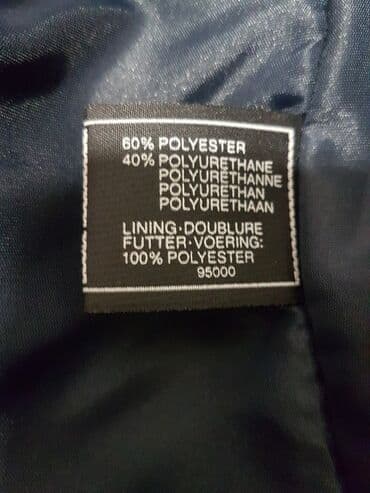 60% POLYESTER
40% POLYURETHANE
POLYURÉTHANNE
POLYURETHAN
POLYURETHAAN
LINING·DOUBLURE
FUTTER·VOERING:
100% POLYESTER
95000